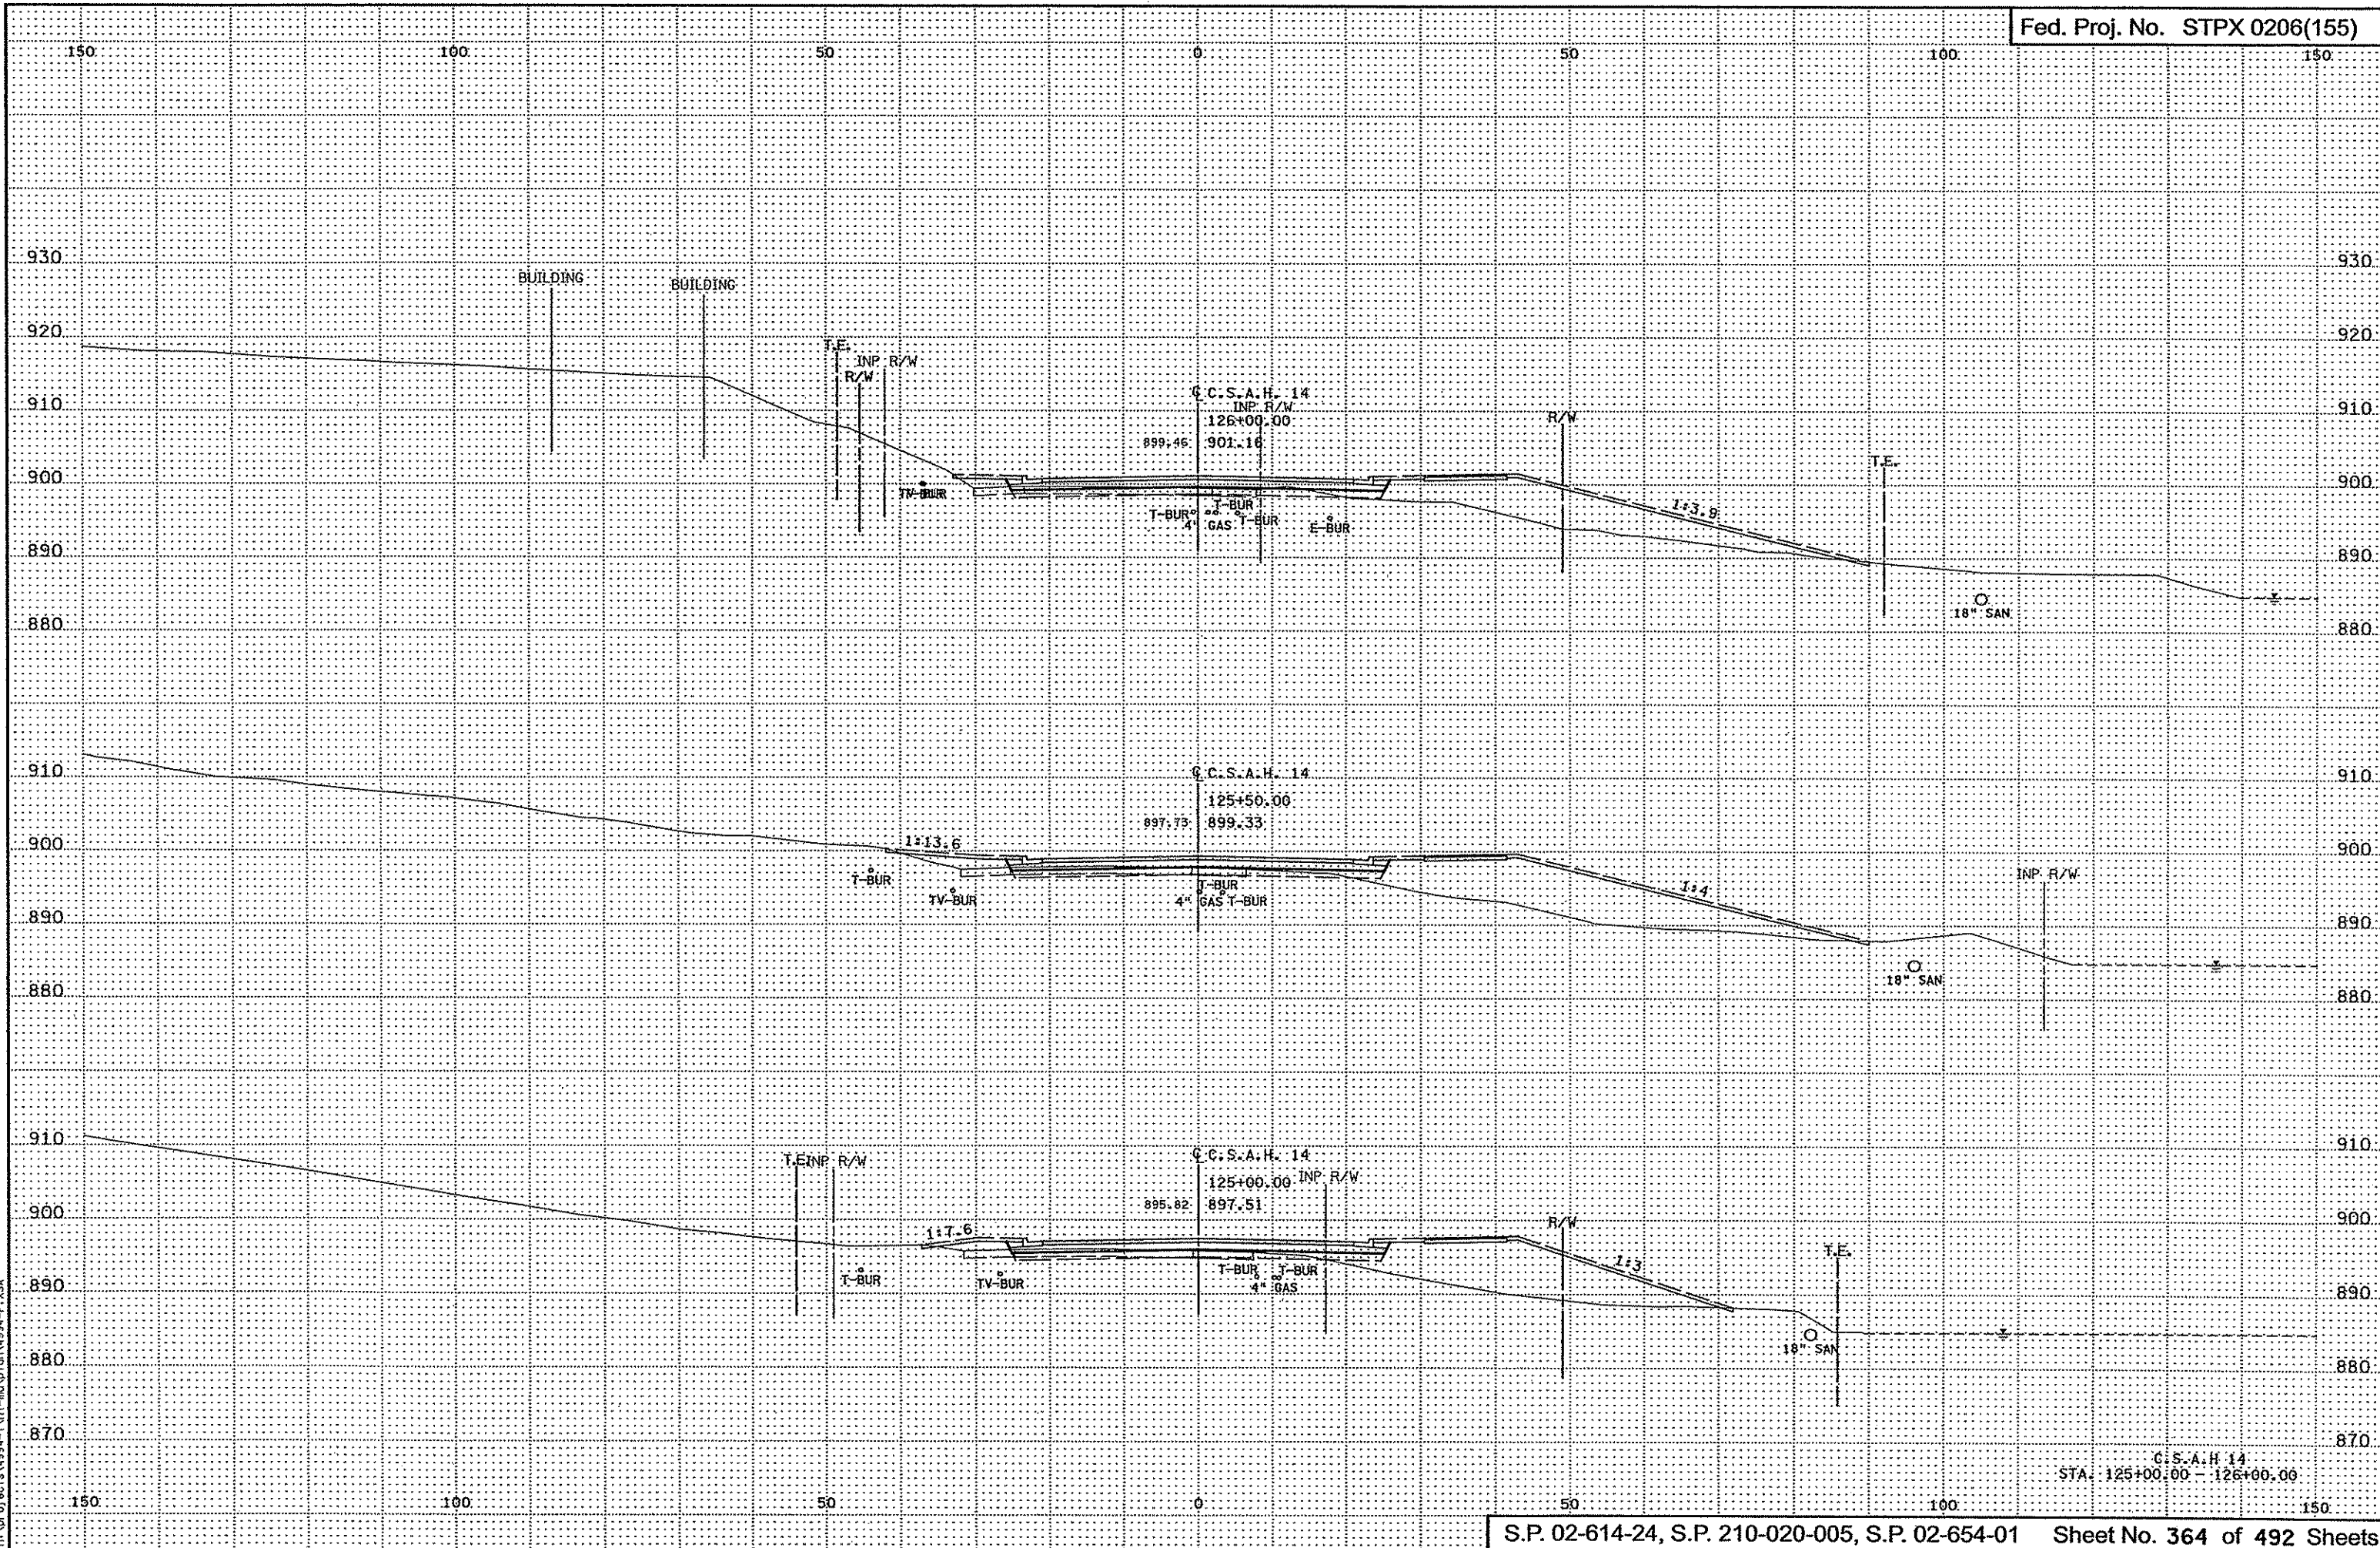 Fed. Proj. No. STPX 0206(155)
150 100 50 0 50 100 150
930 930
BUILDING BUILDING
920 920
T.E.
INP R/W
R/W
910 910
℄ C.S.A.H. 14
INP R/W
126+00.00
899.46 901.16
R/W
T.E.
900 900
TV-BUR
T-BUR
T-BUR T-BUR
4" GAS
E-BUR
1:3.9
890 890
18" SAN
880 880
910 910
℄ C.S.A.H. 14
125+50.00
897.73 899.33
900 900
1:13.6
T-BUR
TV-BUR
T-BUR
4" GAS T-BUR
1:4
INP R/W
890 890
18" SAN
880 880
910 910
T.E. INP R/W
℄ C.S.A.H. 14
125+00.00 INP R/W
895.82 897.51
900 900
1:7.6
R/W
T.E.
1:3
T-BUR
TV-BUR
T-BUR T-BUR
4" GAS
890 890
18" SAN
880 880
870 870
C.S.A.H 14
STA. 125+00.00 - 126+00.00
150 100 50 0 50 100 150
S.P. 02-614-24, S.P. 210-020-005, S.P. 02-654-01 Sheet No. 364 of 492 Sheets